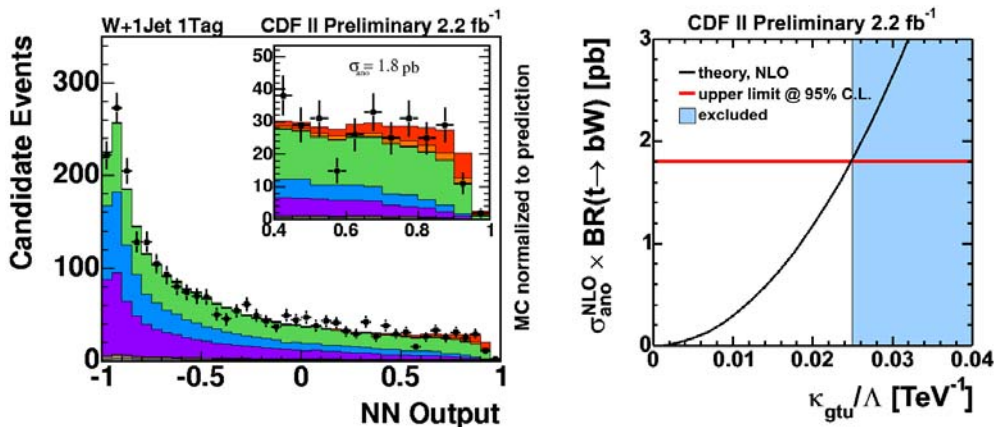 W+1Jet 1Tag
CDF II Preliminary 2.2 fb⁻¹
Candidate Events
300
200
100
0
50
40
30
20
10
0
σano = 1.8 pb
0.4
0.6
0.8
1
-1
-0.5
0
0.5
1
NN Output
MC normalized to prediction
CDF II Preliminary 2.2 fb⁻¹
σ_ano^NLO × BR(t→ bW) [pb]
3
2
1
0
theory, NLO
upper limit @ 95% C.L.
excluded
0
0.01
0.02
0.03
0.04
κ_gtu/Λ [TeV⁻¹]